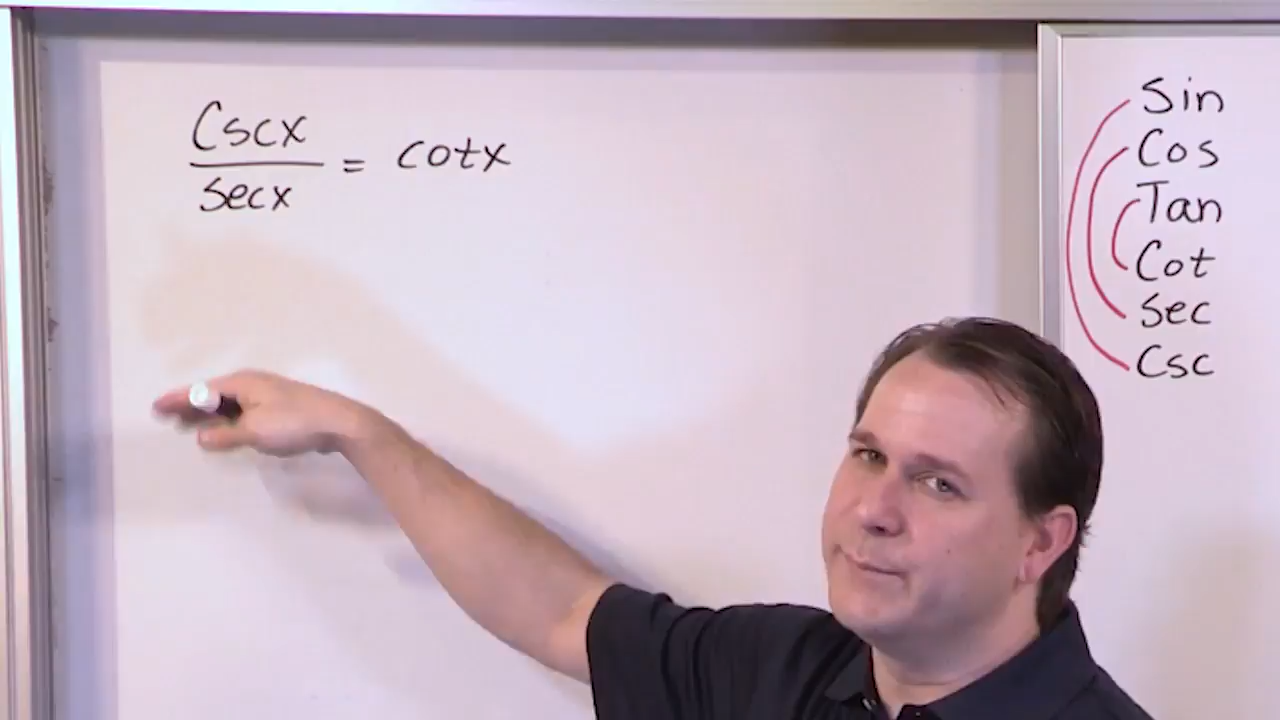 Cscx
secx
= cotx
Sin
Cos
Tan
Cot
Sec
Csc